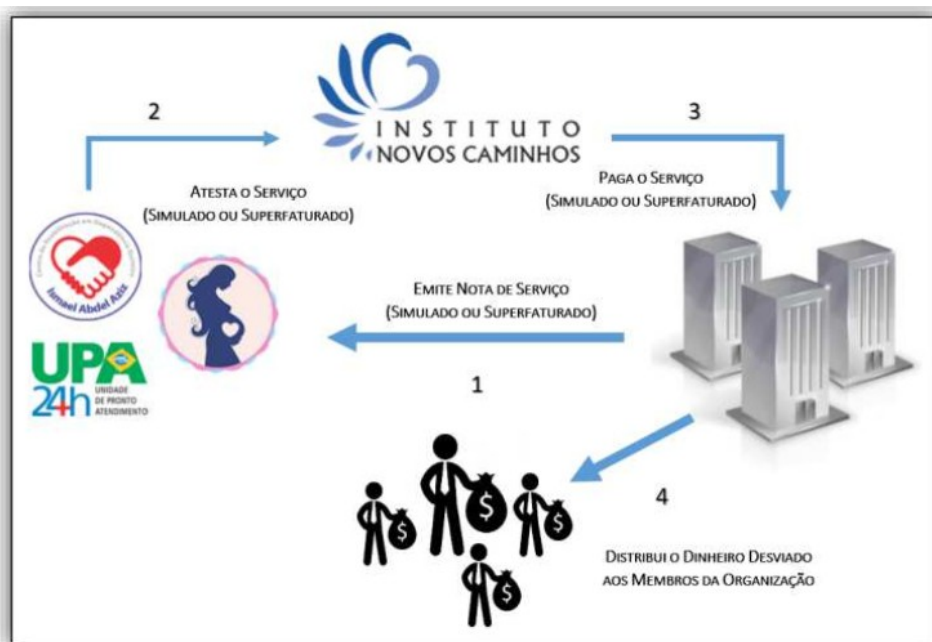 2
INSTITUTO
NOVOS CAMINHOS
3
ATESTA O SERVIÇO
(SIMULADO OU SUPERFATURADO)
PAGA O SERVIÇO
(SIMULADO OU SUPERFATURADO)
Ismael Abdel Aziz
EMITE NOTA DE SERVIÇO
(SIMULADO OU SUPERFATURADO)
UPA
24h
UNIDADE
DE PRONTO
ATENDIMENTO
1
$
$
$
$
4
DISTRIBUI O DINHEIRO DESVIADO
AOS MEMBROS DA ORGANIZAÇÃO